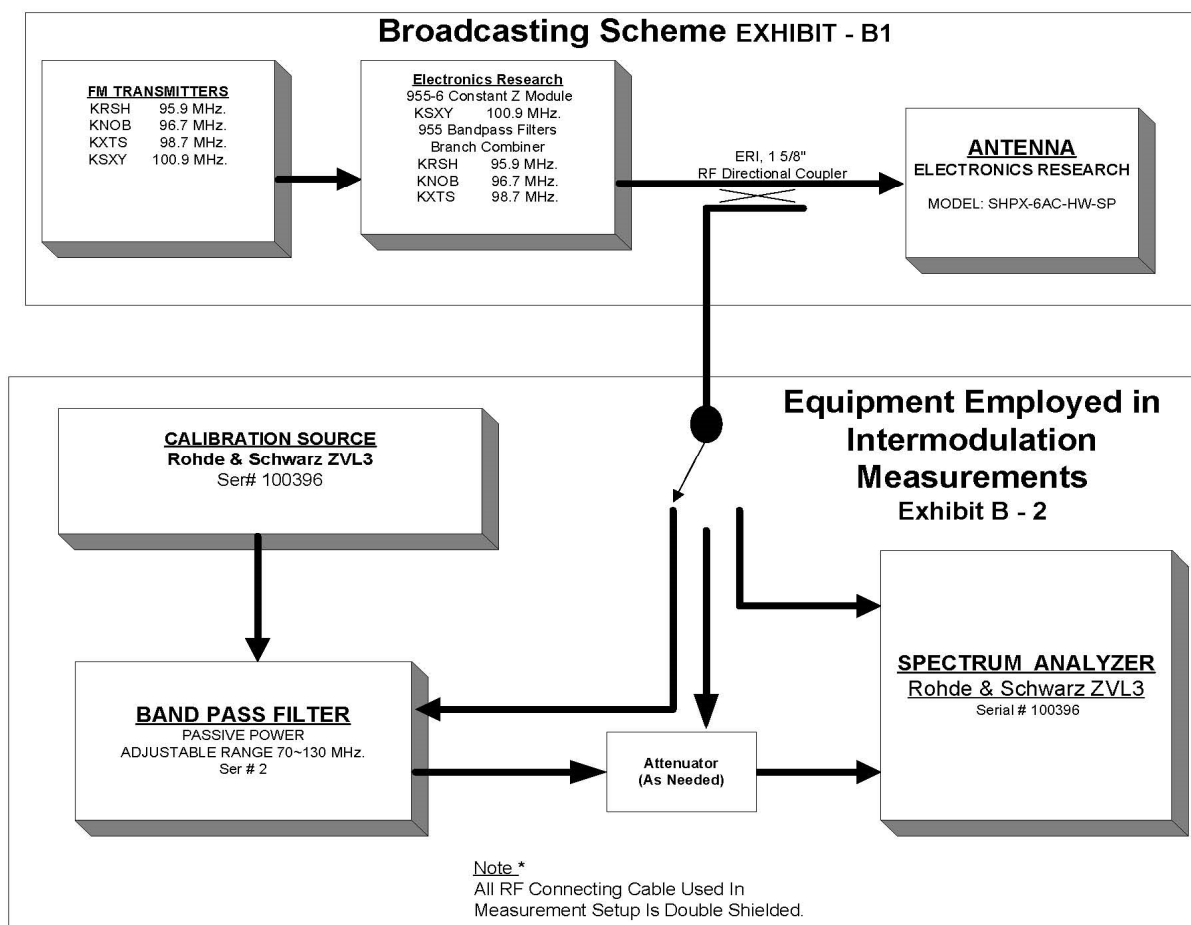 Broadcasting Scheme EXHIBIT - B1
FM TRANSMITTERS
KRSH 95.9 MHz.
KNOB 96.7 MHz.
KXTS 98.7 MHz.
KSXY 100.9 MHz.
Electronics Research
955-6 Constant Z Module
KSXY 100.9 MHz.
955 Bandpass Filters
Branch Combiner
KRSH 95.9 MHz.
KNOB 96.7 MHz.
KXTS 98.7 MHz.
ERI, 1 5/8"
RF Directional Coupler
ANTENNA
ELECTRONICS RESEARCH
MODEL: SHPX-6AC-HW-SP
Equipment Employed in
Intermodulation
Measurements
Exhibit B - 2
CALIBRATION SOURCE
Rohde & Schwarz ZVL3
Ser# 100396
BAND PASS FILTER
PASSIVE POWER
ADJUSTABLE RANGE 70~130 MHz.
Ser # 2
Attenuator
(As Needed)
SPECTRUM ANALYZER
Rohde & Schwarz ZVL3
Serial # 100396
Note *
All RF Connecting Cable Used In
Measurement Setup Is Double Shielded.